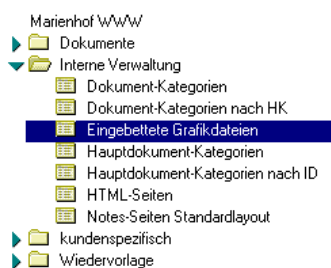 Marienhof WWW
Dokumente
Interne Verwaltung
Dokument-Kategorien
Dokument-Kategorien nach HK
Eingebettete Grafikdateien
Hauptdokument-Kategorien
Hauptdokument-Kategorien nach ID
HTML-Seiten
Notes-Seiten Standardlayout
kundenspezifisch
Wiedervorlage